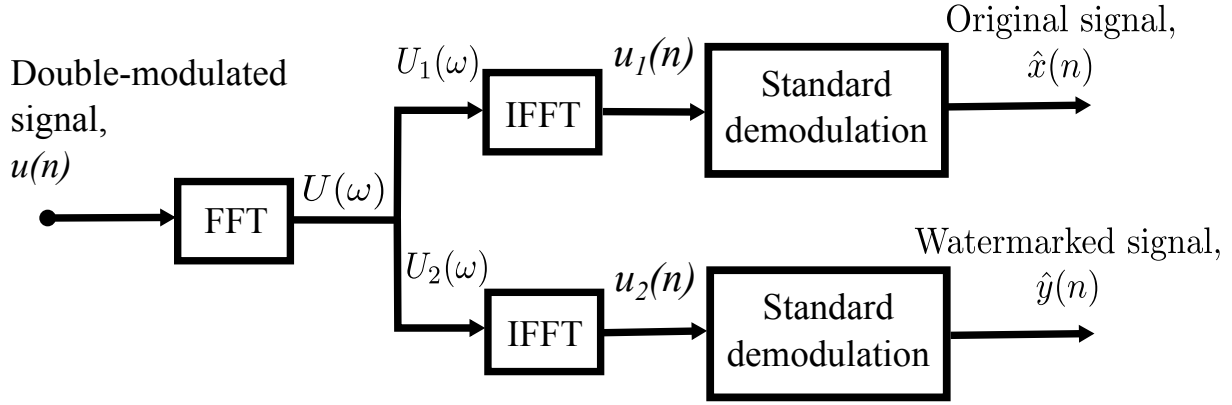 Double-modulated
signal,
u(n)
FFT
U(ω)
U₁(ω)
IFFT
u₁(n)
Standard
demodulation
Original signal,
x̂(n)
U₂(ω)
IFFT
u₂(n)
Standard
demodulation
Watermarked signal,
ŷ(n)